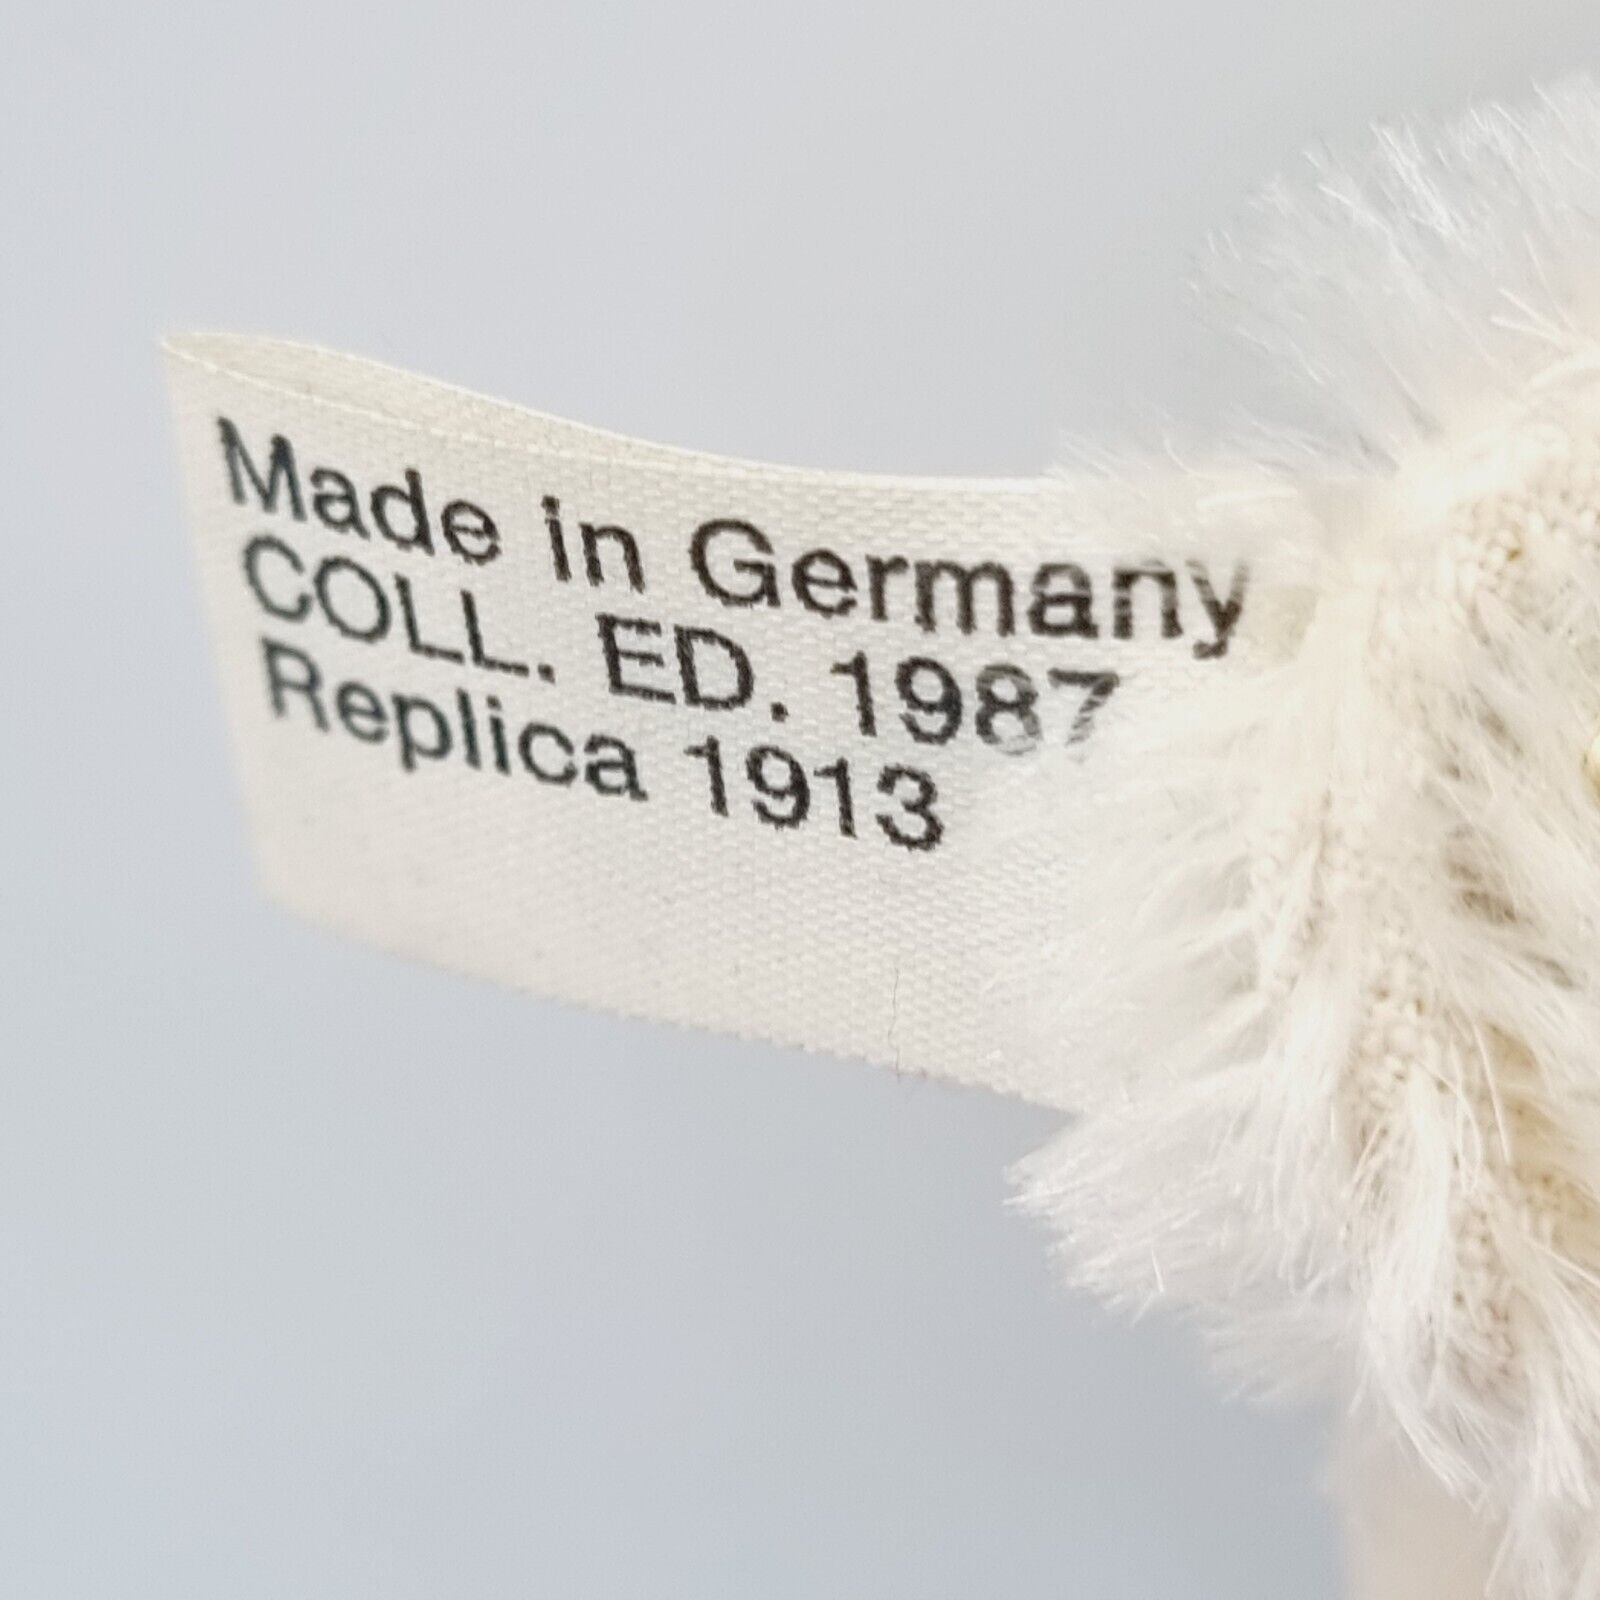 Made in Germany
COLL. ED. 1987
Replica 1913